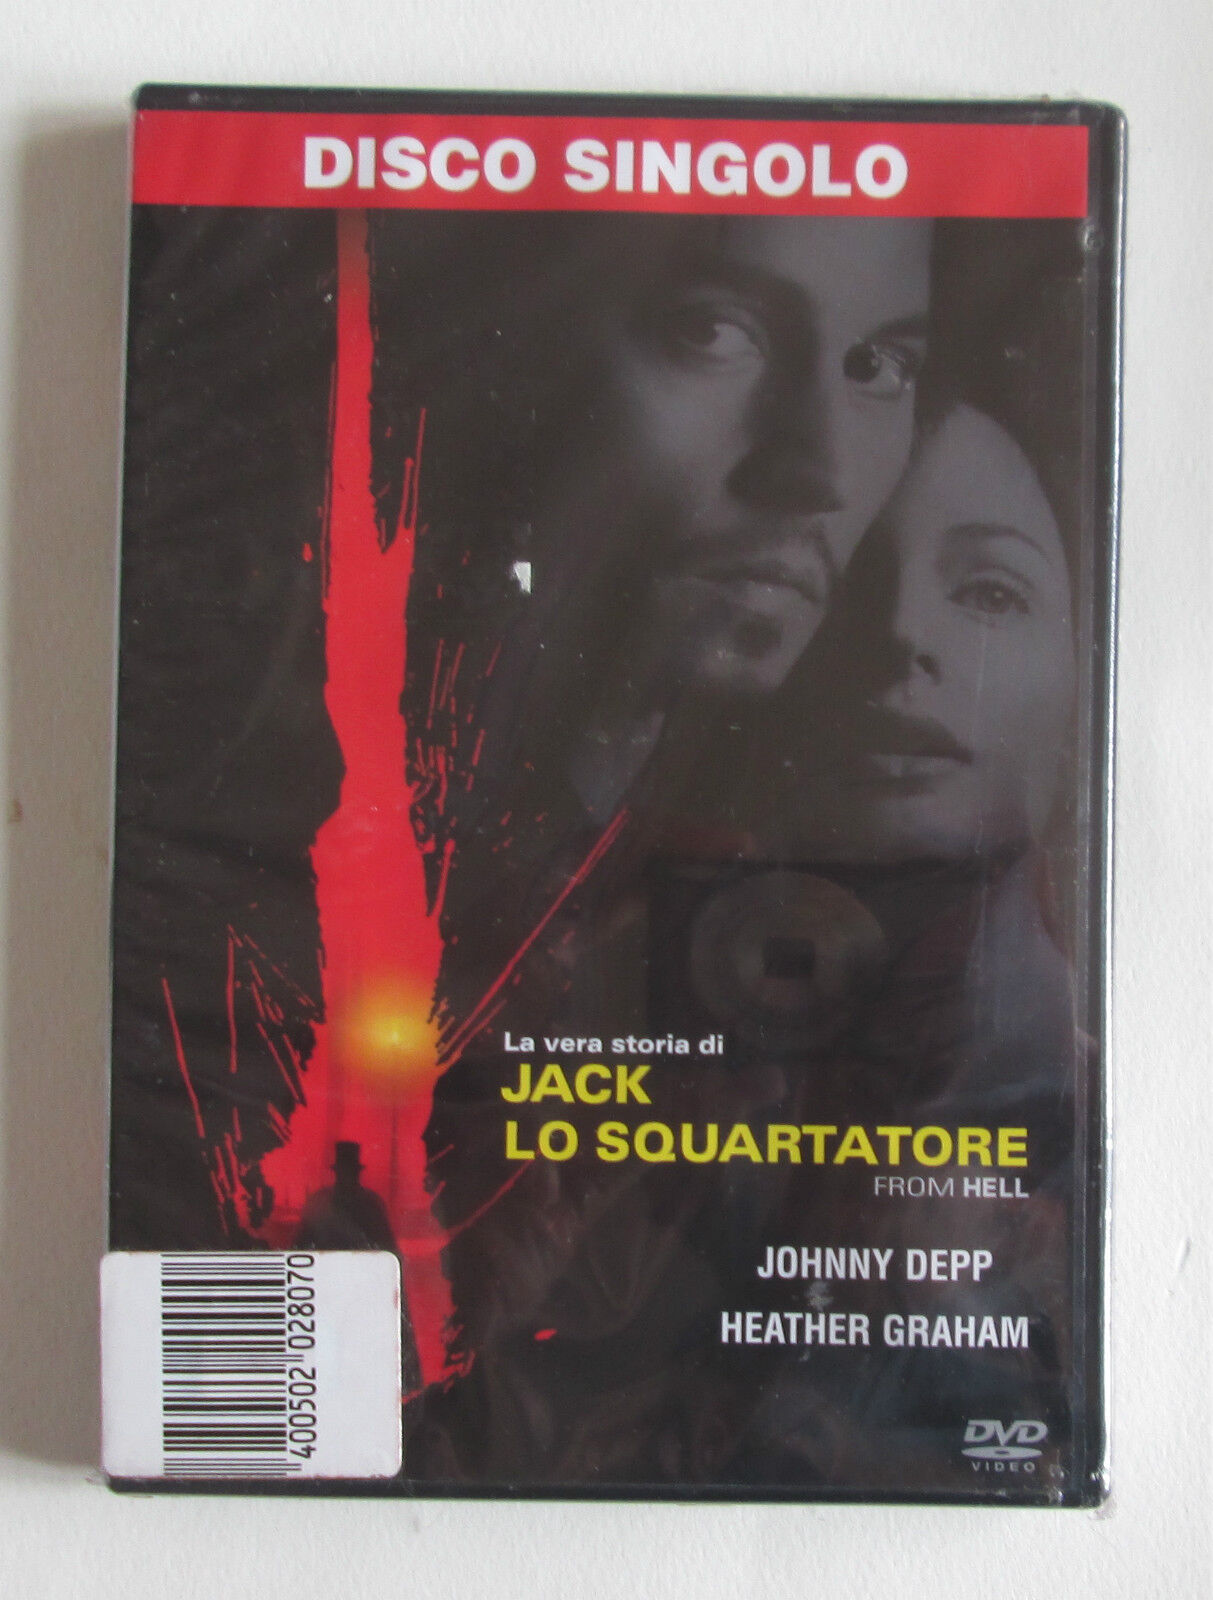 DISCO SINGOLO
La vera storia di
JACK
LO SQUARTATORE
FROM HELL
JOHNNY DEPP
HEATHER GRAHAM
400502 028070
DVD
VIDEO